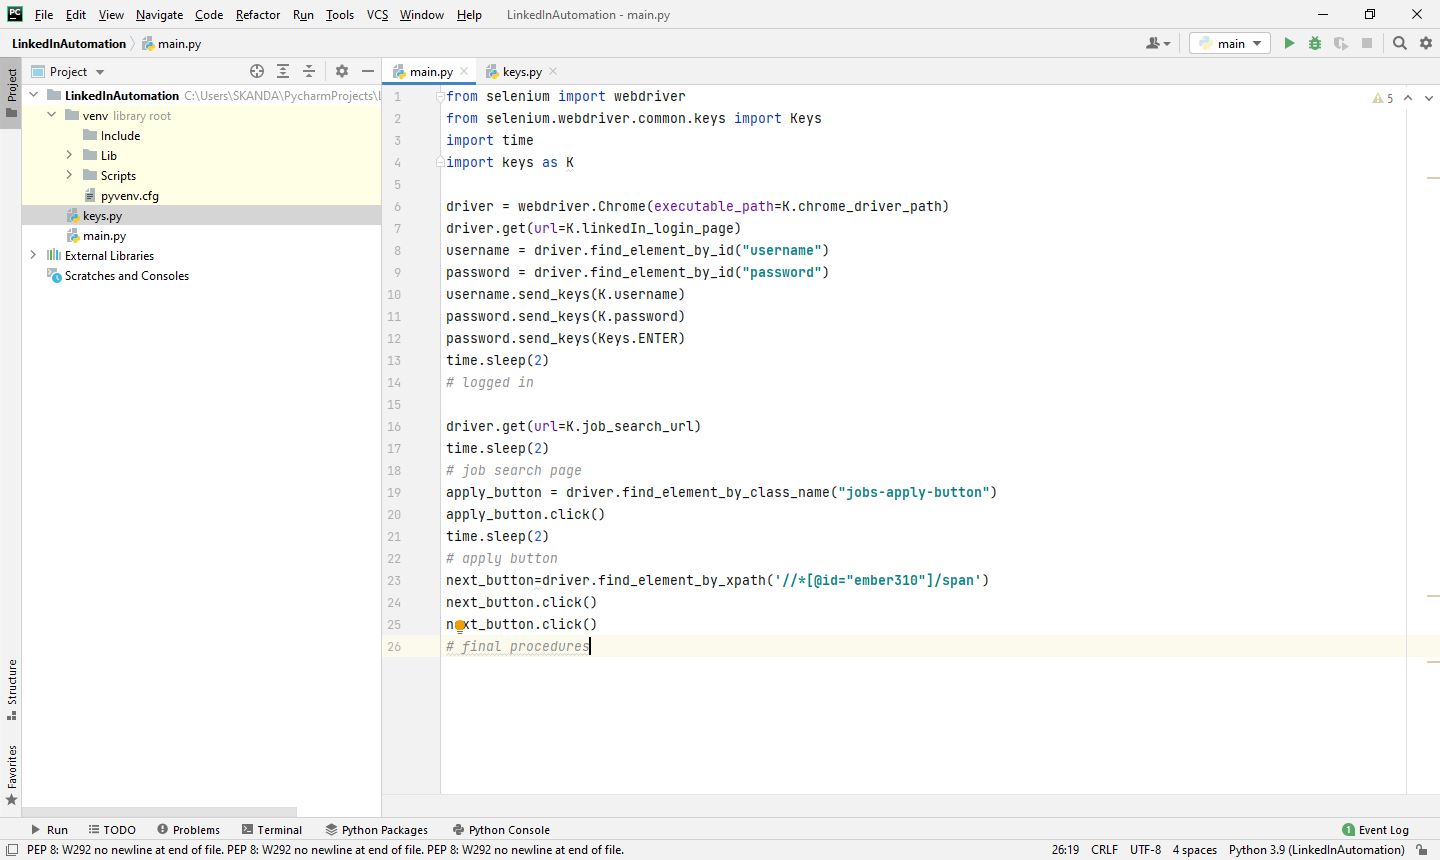 PC File Edit View Navigate Code Refactor Run Tools VCS Window Help LinkedInAutomation - main.py
LinkedInAutomation main.py main
Project
Project
LinkedInAutomation C:\Users\SKANDA\PycharmProjects\L
venv library root
Include
Lib
Scripts
pyvenv.cfg
keys.py
main.py
External Libraries
Scratches and Consoles
Structure
Favorites
main.py keys.py
5
1 from selenium import webdriver
2 from selenium.webdriver.common.keys import Keys
3 import time
4 import keys as K
5
6 driver = webdriver.Chrome(executable_path=K.chrome_driver_path)
7 driver.get(url=K.linkedIn_login_page)
8 username = driver.find_element_by_id("username")
9 password = driver.find_element_by_id("password")
10 username.send_keys(K.username)
11 password.send_keys(K.password)
12 password.send_keys(Keys.ENTER)
13 time.sleep(2)
14 # logged in
15
16 driver.get(url=K.job_search_url)
17 time.sleep(2)
18 # job search page
19 apply_button = driver.find_element_by_class_name("jobs-apply-button")
20 apply_button.click()
21 time.sleep(2)
22 # apply button
23 next_button=driver.find_element_by_xpath('//*[@id="ember310"]/span')
24 next_button.click()
25 next_button.click()
26 # final procedures
Run TODO Problems Terminal Python Packages Python Console 1 Event Log
PEP 8: W292 no newline at end of file. PEP 8: W292 no newline at end of file. PEP 8: W292 no newline at end of file. 26:19 CRLF UTF-8 4 spaces Python 3.9 (LinkedInAutomation)